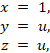 x = 1,
y = u,
z = u,